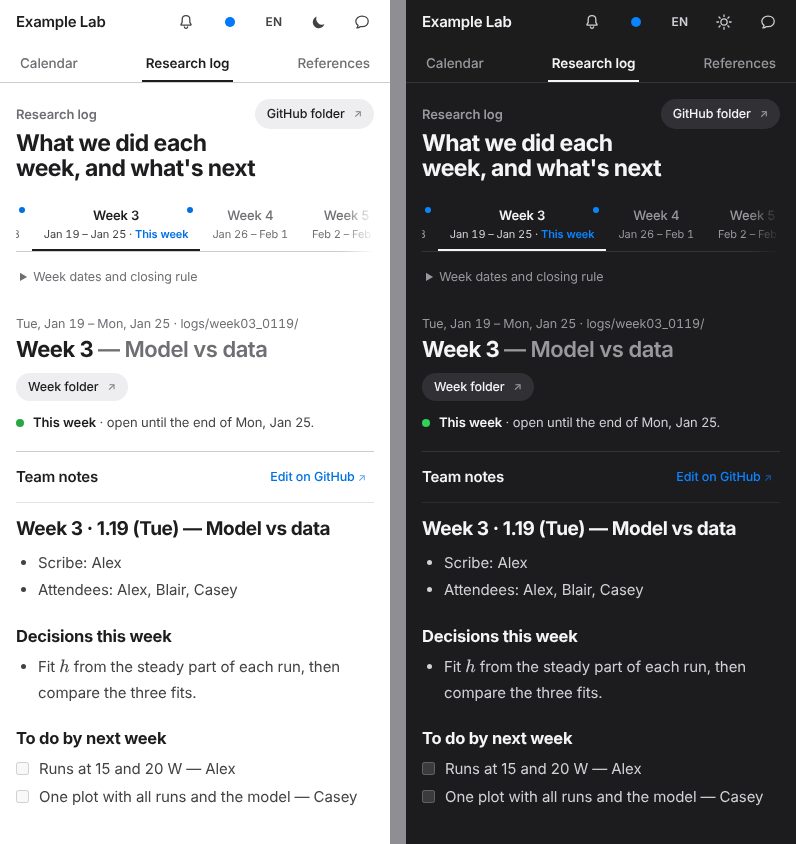 Example Lab EN
Calendar Research log References
Research log GitHub folder ↗
What we did each
week, and what's next
Week 3 Week 4 Week 5
Jan 19 – Jan 25 · This week Jan 26 – Feb 1 Feb 2 – Feb
Week dates and closing rule
Tue, Jan 19 – Mon, Jan 25 · logs/week03_0119/
Week 3 — Model vs data
Week folder ↗
This week · open until the end of Mon, Jan 25.
Team notes Edit on GitHub ↗
Week 3 · 1.19 (Tue) — Model vs data
• Scribe: Alex
• Attendees: Alex, Blair, Casey
Decisions this week
• Fit h from the steady part of each run, then
compare the three fits.
To do by next week
Runs at 15 and 20 W — Alex
One plot with all runs and the model — Casey
Example Lab EN
Calendar Research log References
Research log GitHub folder ↗
What we did each
week, and what's next
Week 3 Week 4 Week 5
Jan 19 – Jan 25 · This week Jan 26 – Feb 1 Feb 2 – Feb
Week dates and closing rule
Tue, Jan 19 – Mon, Jan 25 · logs/week03_0119/
Week 3 — Model vs data
Week folder ↗
This week · open until the end of Mon, Jan 25.
Team notes Edit on GitHub ↗
Week 3 · 1.19 (Tue) — Model vs data
• Scribe: Alex
• Attendees: Alex, Blair, Casey
Decisions this week
• Fit h from the steady part of each run, then
compare the three fits.
To do by next week
Runs at 15 and 20 W — Alex
One plot with all runs and the model — Casey